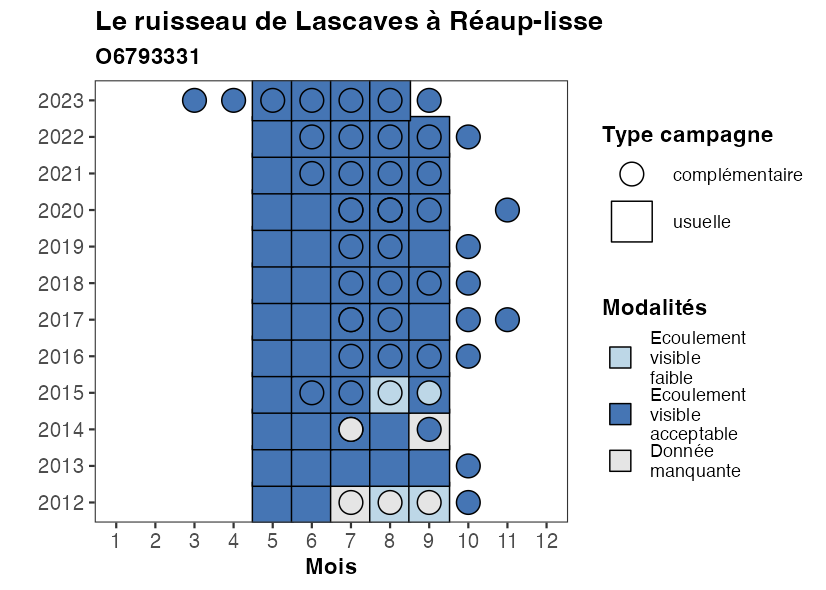 Le ruisseau de Lascaves à Réaup-lisse
O6793331
2023
2022
2021
2020
2019
2018
2017
2016
2015
2014
2013
2012
1 2 3 4 5 6 7 8 9 10 11 12
Mois
Type campagne
complémentaire
usuelle
Modalités
Ecoulement
visible
faible
Ecoulement
visible
acceptable
Donnée
manquante